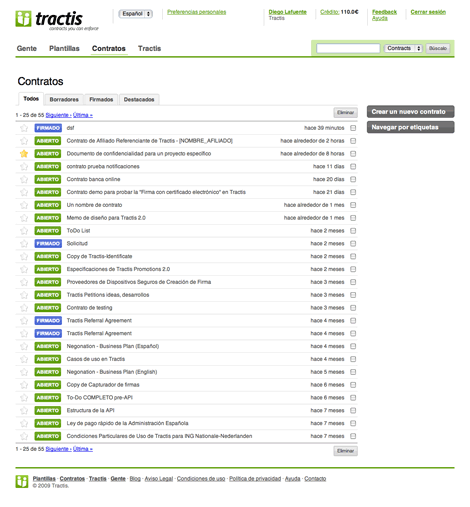 tractis
contracts you can enforce
Español
Preferencias personales
Diego Lafuente
Tractis
Crédito: 110.0€
Feedback
Ayuda
Cerrar sesión
Gente Plantillas Contratos Tractis
Contracts Búscalo
Contratos
Todos Borradores Firmados Destacados
1 - 25 de 55 Siguiente › Última »
Eliminar
Crear un nuevo contrato
Navegar por etiquetas
FIRMADO dsf hace 39 minutos
ABIERTO Contrato de Afiliado Referenciante de Tractis - [NOMBRE_AFILIADO] hace alrededor de 2 horas
ABIERTO Documento de confidencialidad para un proyecto específico hace alrededor de 8 horas
ABIERTO contrato prueba notificaciones hace 11 días
ABIERTO Contrato banca online hace 20 días
ABIERTO Contrato demo para probar la "Firma con certificado electrónico" en Tractis hace 21 días
ABIERTO Un nombre de contrato hace alrededor de 1 mes
ABIERTO Memo de diseño para Tractis 2.0 hace alrededor de 1 mes
ABIERTO ToDo List hace 2 meses
FIRMADO Solicitud hace 2 meses
ABIERTO Copy de Tractis-Identificate hace 2 meses
ABIERTO Especificaciones de Tractis Promotions 2.0 hace 2 meses
ABIERTO Proveedores de Dispositivos Seguros de Creación de Firma hace 3 meses
ABIERTO Tractis Petitions ideas, desarrollos hace 3 meses
ABIERTO Contrato de testing hace 3 meses
FIRMADO Tractis Referral Agreement hace 4 meses
FIRMADO Tractis Referral Agreement hace 4 meses
ABIERTO Negonation - Business Plan (Español) hace 4 meses
ABIERTO Casos de uso en Tractis hace 4 meses
ABIERTO Negonation - Business Plan (English) hace 5 meses
ABIERTO Copy de Capturador de firmas hace 6 meses
ABIERTO To-Do COMPLETO pre-API hace 6 meses
ABIERTO Estructura de la API hace 7 meses
ABIERTO Ley de pago rápido de la Administración Española hace 7 meses
ABIERTO Condiciones Particulares de Uso de Tractis para ING Nationale-Nederlanden hace 7 meses
1 - 25 de 55 Siguiente › Última »
Eliminar
Plantillas · Contratos · Tractis · Gente · Blog · Aviso Legal · Condiciones de uso · Política de privacidad · Ayuda · Contacto
© 2009 Tractis.